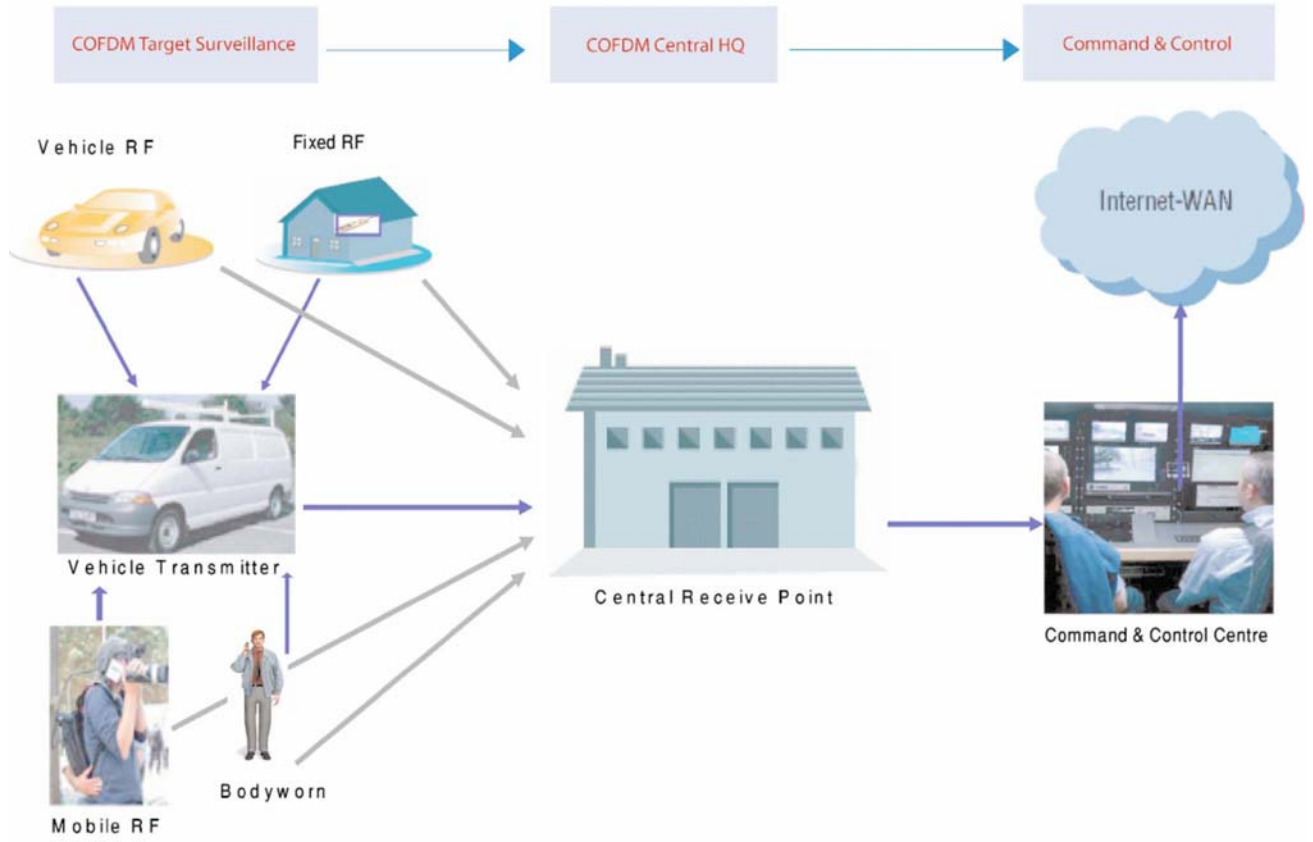 COFDM Target Surveillance
COFDM Central HQ
Command & Control
Vehicle RF
Fixed RF
Internet-WAN
Vehicle Transmitter
Central Receive Point
Command & Control Centre
Bodyworn
Mobile RF